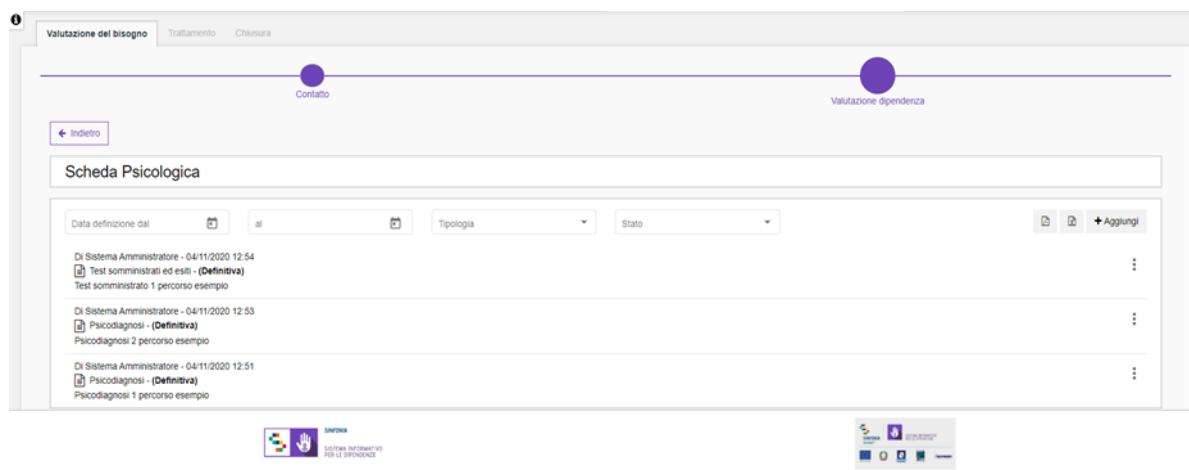 Valutazione del bisogno Trattamento Chiusura
Contatto Valutazione dipendenza
Indietro
Scheda Psicologica
Data definizione dal al Tipologia Stato + Aggiungi
Di Sistema Amministratore - 04/11/2020 12:54
Test somministrati ed esiti - (Definitiva)
Test somministrato 1 percorso esempio
Di Sistema Amministratore - 04/11/2020 12:53
Psicodiagnosi - (Definitiva)
Psicodiagnosi 2 percorso esempio
Di Sistema Amministratore - 04/11/2020 12:51
Psicodiagnosi - (Definitiva)
Psicodiagnosi 1 percorso esempio
SINFONIA
SISTEMA INFORMATIVO
PER LE DIPENDENZE
SINFONIA